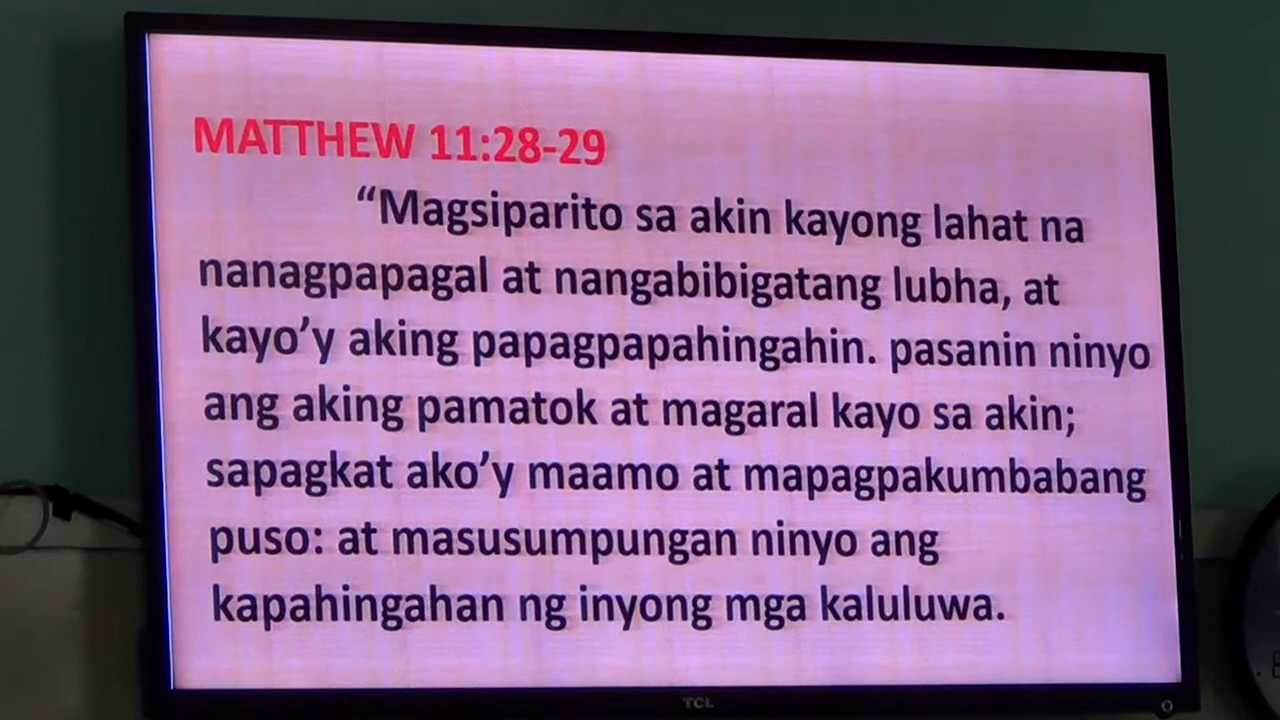 MATTHEW 11:28-29
“Magsiparito sa akin kayong lahat na
nanagpapagal at nangabibigatang lubha, at
kayo’y aking papagpapahingahin. pasanin ninyo
ang aking pamatok at magaral kayo sa akin;
sapagkat ako’y maamo at mapagpakumbabang
puso: at masusumpungan ninyo ang
kapahingahan ng inyong mga kaluluwa.
TCL